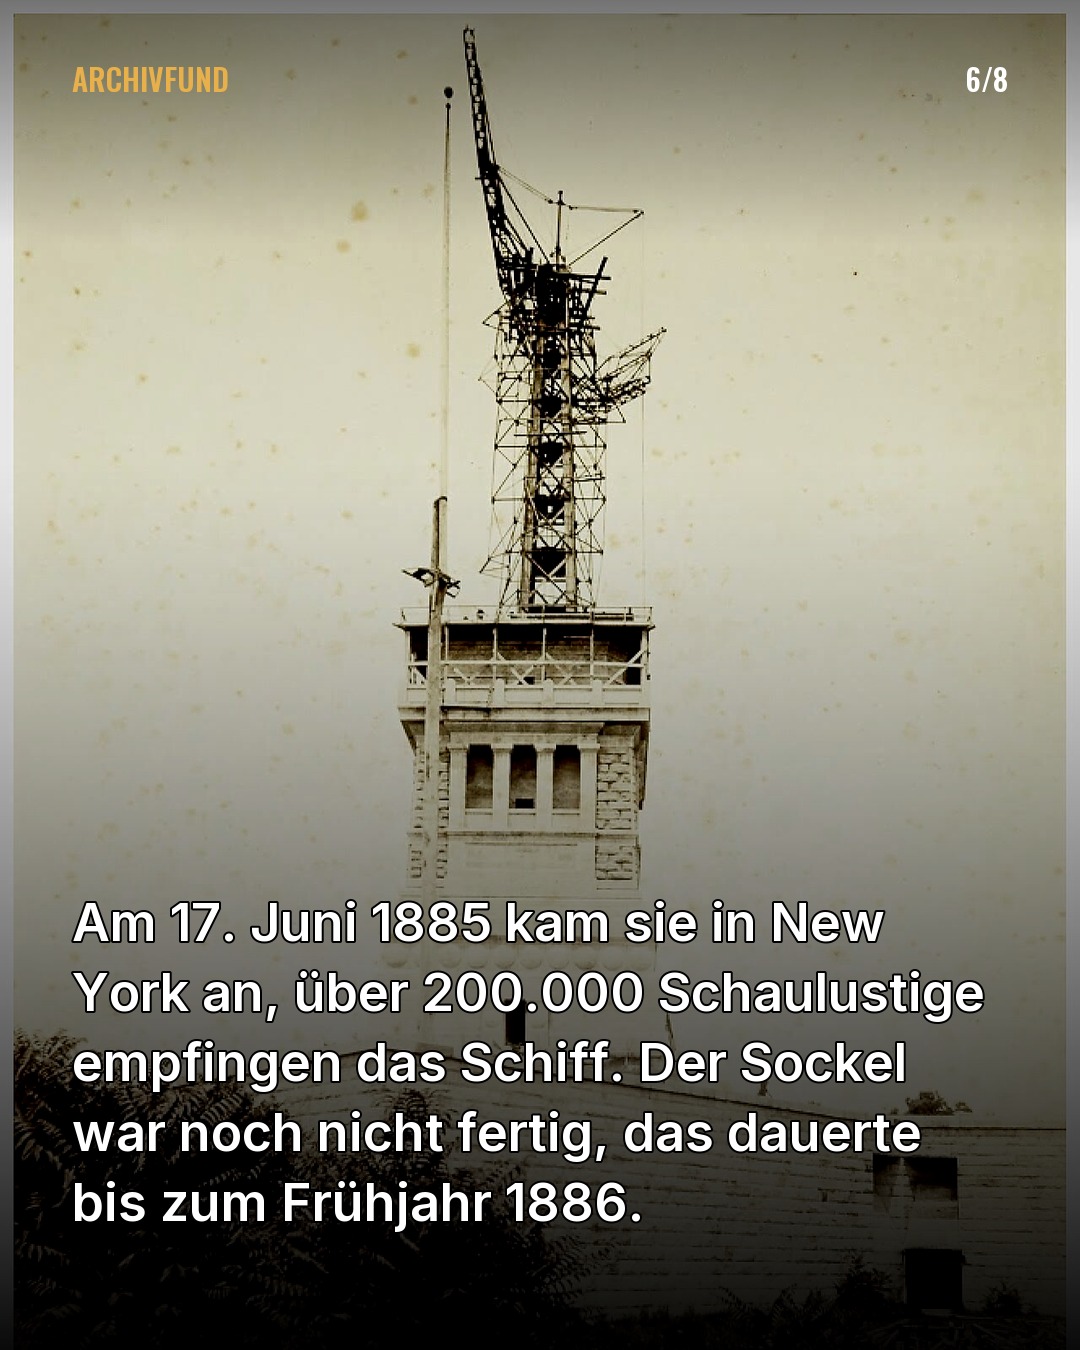 ARCHIVFUND
6/8
Am 17. Juni 1885 kam sie in New
York an, über 200.000 Schaulustige
empfingen das Schiff. Der Sockel
war noch nicht fertig, das dauerte
bis zum Frühjahr 1886.